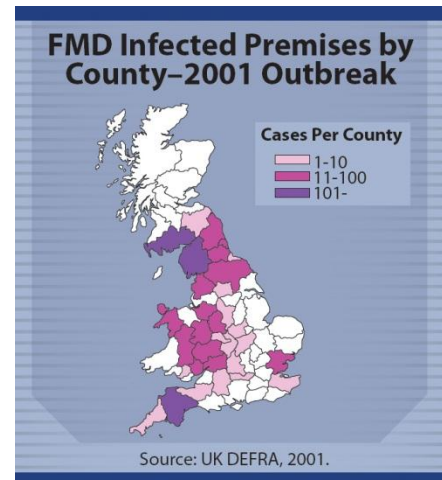 FMD Infected Premises by
County–2001 Outbreak
Cases Per County
1-10
11-100
101-
Source: UK DEFRA, 2001.